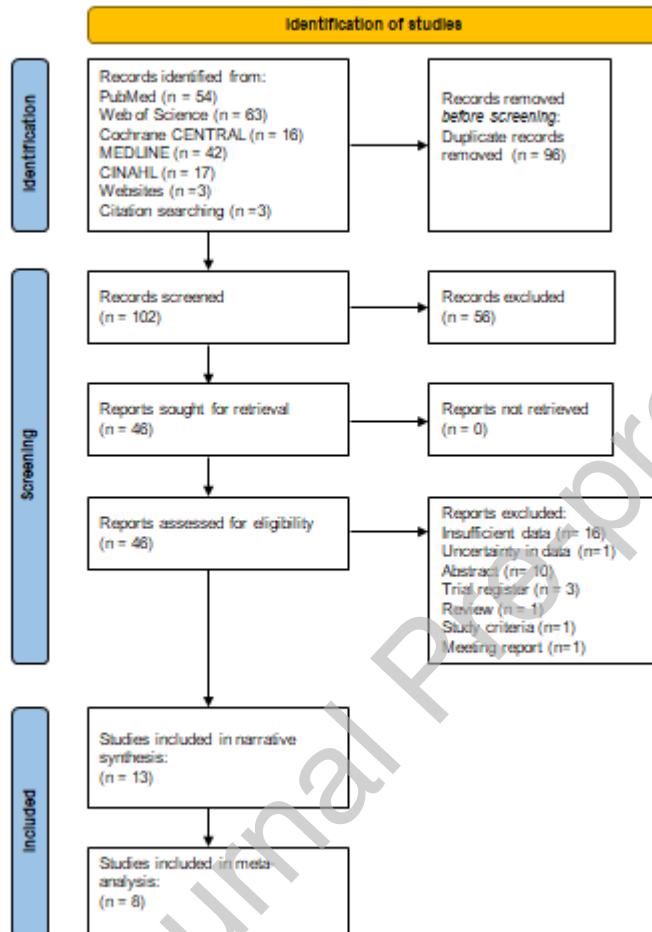 Identification of studies
Identification
Records identified from:
PubMed (n = 54)
Web of Science (n = 63)
Cochrane CENTRAL (n = 16)
MEDLINE (n = 42)
CINAHL (n = 17)
Websites (n =3)
Citation searching (n =3)
Records removed
before screening:
Duplicate records
removed (n = 96)
Screening
Records screened
(n = 102)
Records excluded
(n = 56)
Reports sought for retrieval
(n = 46)
Reports not retrieved
(n = 0)
Reports assessed for eligibility
(n = 46)
Reports excluded:
Insufficient data (n= 16)
Uncertainty in data (n=1)
Abstract (n= 10)
Trial register (n = 3)
Review (n = 1)
Study criteria (n=1)
Meeting report (n=1)
Included
Studies included in narrative
synthesis:
(n = 13)
Studies included in meta-
analysis:
(n = 8)
urnal Pre-pr